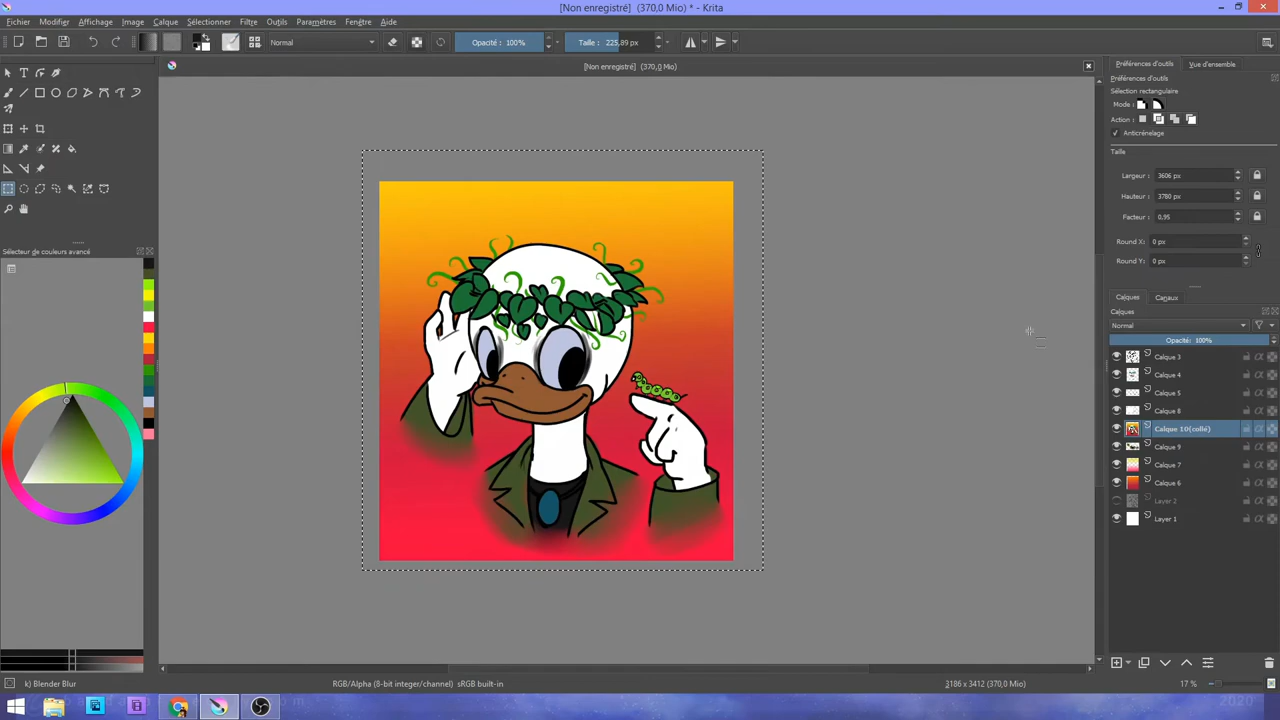 [Non enregistré] (370,0 Mio) * - Krita
Fichier Modifier Affichage Image Calque Sélectionner Filtre Outils Paramètres Fenêtre Aide
Normal Opacité : 100% Taille : 225,89 px
[Non enregistré] (370,0 Mio)
Préférences d'outils Vue d'ensemble
Préférences d'outils
Sélection rectangulaire
Mode :
Action :
Anticrénelage
Taille
Largeur : 3606 px
Hauteur : 3780 px
Facteur : 0,95
Round X: 0 px
Round Y: 0 px
Sélecteur de couleurs avancé
Calques Canaux
Calques
Normal
Opacité : 100%
Calque 3
Calque 4
Calque 5
Calque 8
Calque 10(collé)
Calque 9
Calque 7
Calque 6
Layer 2
Layer 1
k) Blender Blur RGB/Alpha (8-bit integer/channel) sRGB built-in 3186 x 3412 (370,0 Mio) 17 %
2020